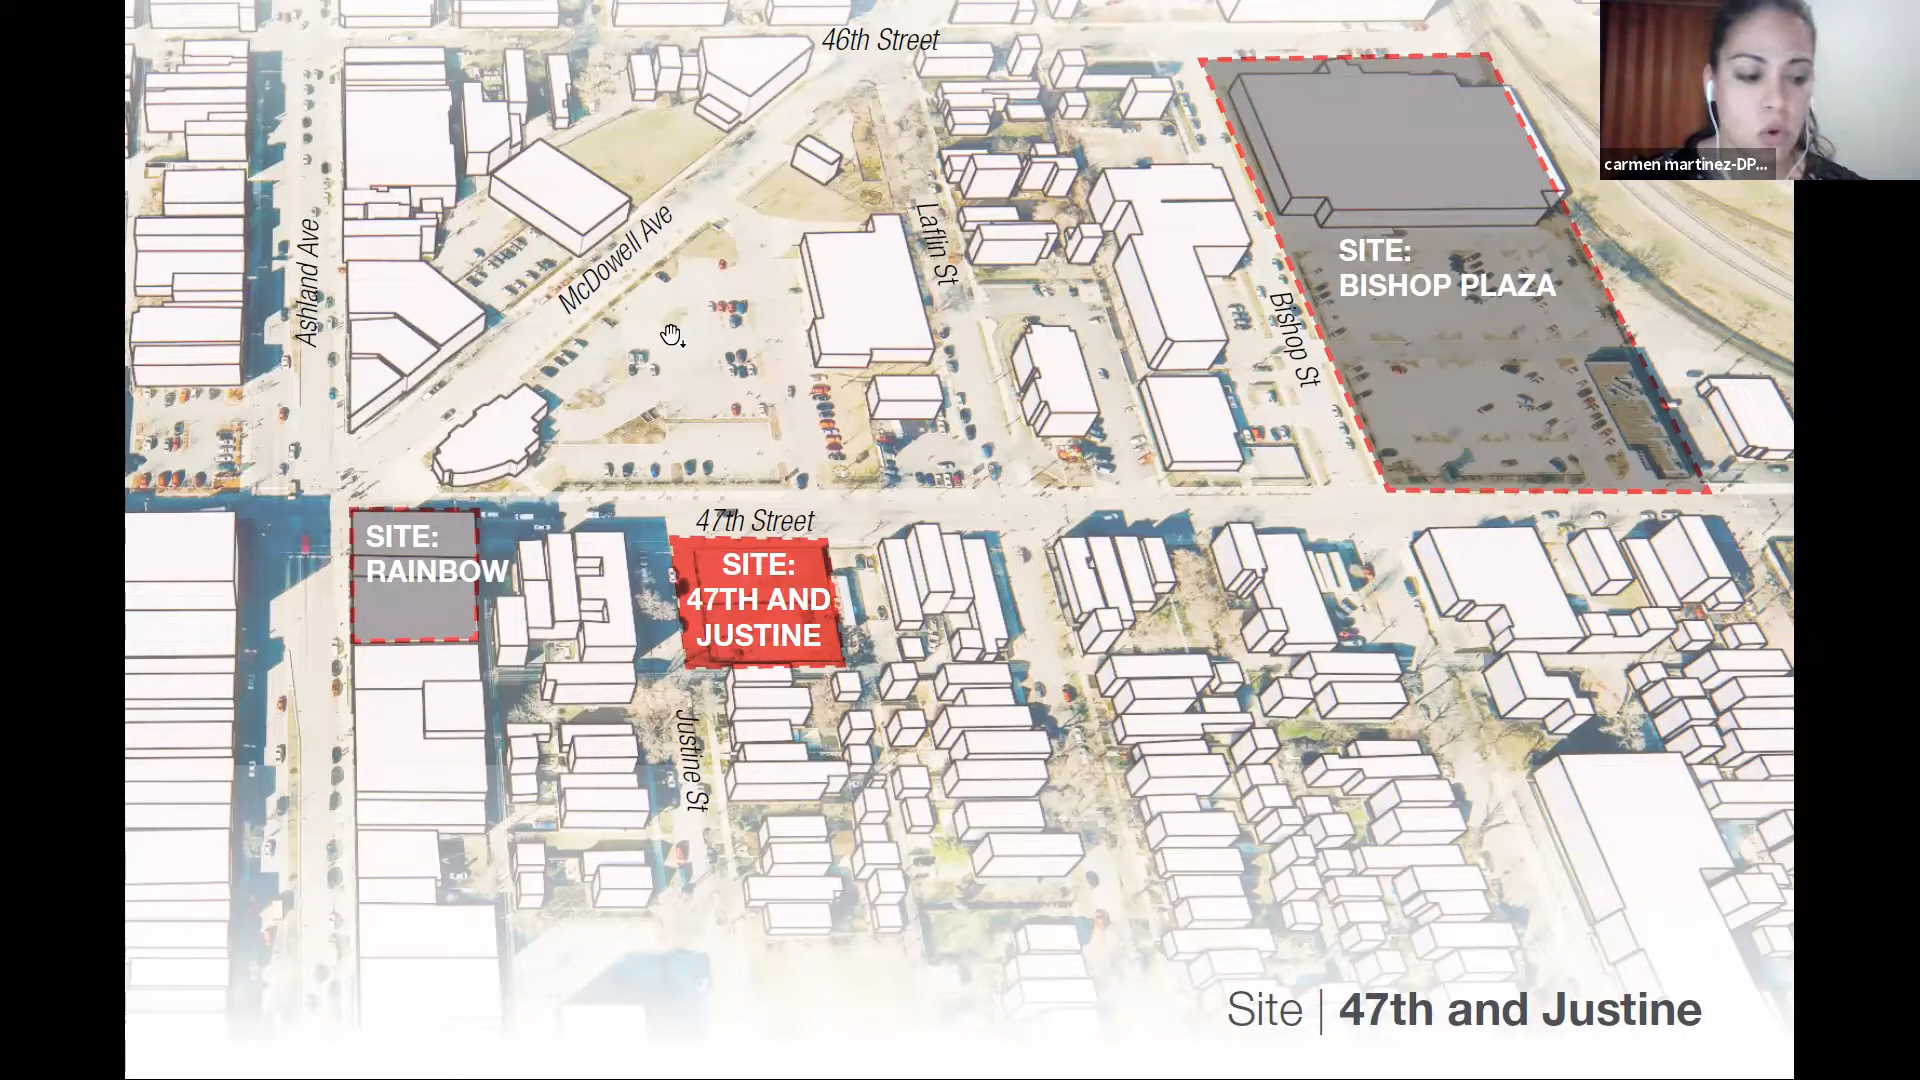 46th Street
carmen martinez-DP...
Ashland Ave
McDowell Ave
Laflin St
Bishop St
SITE:
BISHOP PLAZA
47th Street
SITE:
RAINBOW
SITE:
47TH AND
JUSTINE
Justine St
Site | 47th and Justine